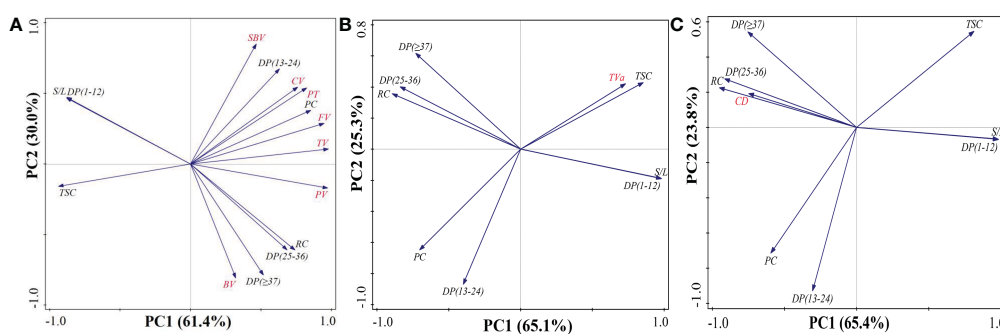 A
1.0
SBV
DP(13-24)
CV
PT
PC
FV
TV
PV
S/L DP(1-12)
TSC
RC
DP(25-36)
DP(≥37)
BV
PC2 (30.0%)
-1.0
-1.0
PC1 (61.4%)
1.0
B
0.8
DP(≥37)
DP(25-36)
RC
TVa
TSC
S/L
DP(1-12)
PC
DP(13-24)
PC2 (25.3%)
-1.0
-1.0
PC1 (65.1%)
1.0
C
0.6
DP(≥37)
TSC
DP(25-36)
RC
CD
DP(1-12)
PC
DP(13-24)
PC2 (23.8%)
-1.0
-1.0
PC1 (65.4%)
1.0